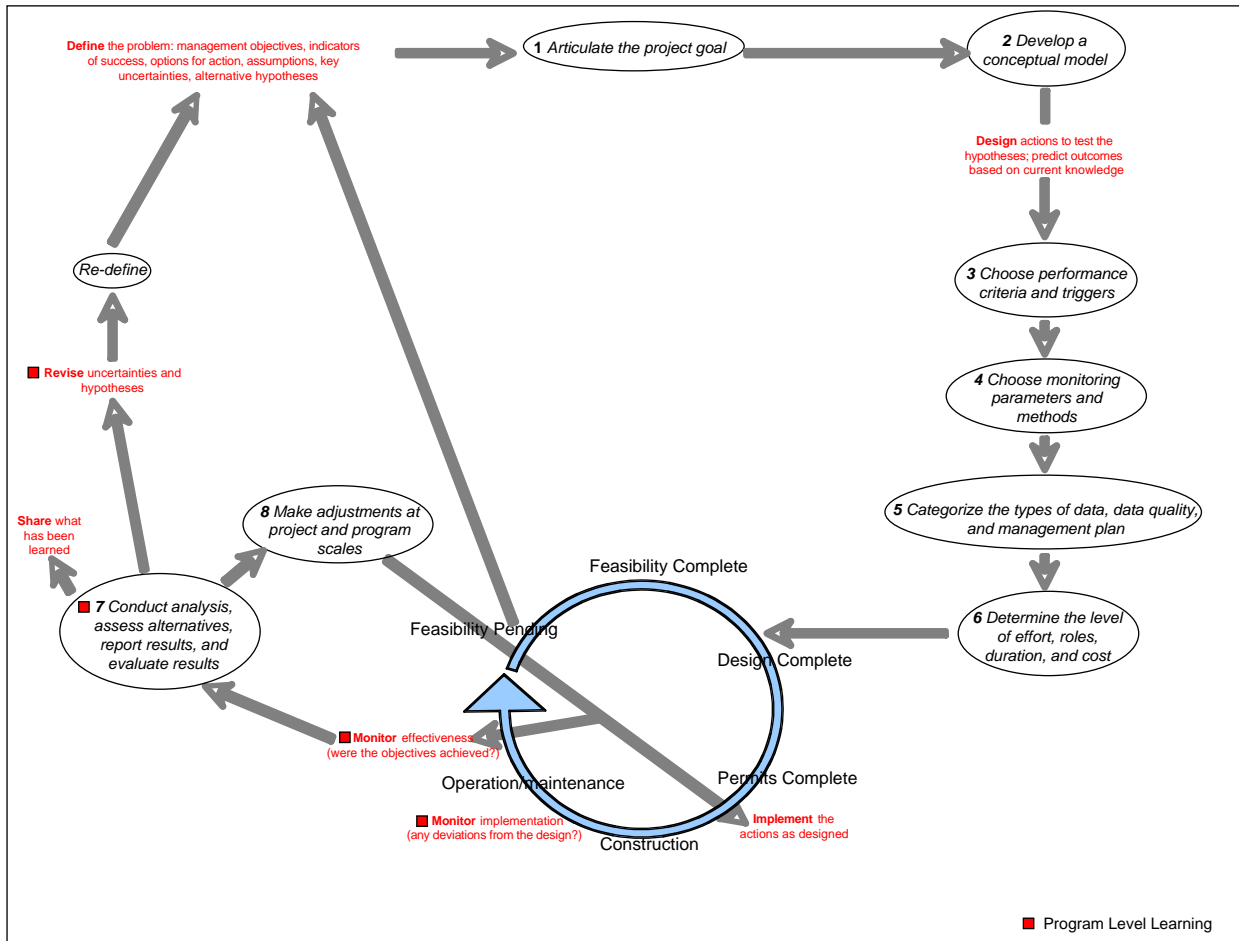 Define the problem: management objectives, indicators
of success, options for action, assumptions, key
uncertainties, alternative hypotheses
1 Articulate the project goal
2 Develop a
conceptual model
Design actions to test the
hypotheses; predict outcomes
based on current knowledge
3 Choose performance
criteria and triggers
4 Choose monitoring
parameters and
methods
5 Categorize the types of data, data quality,
and management plan
6 Determine the level
of effort, roles,
duration, and cost
Re-define
Revise uncertainties and
hypotheses
Share what
has been
learned
8 Make adjustments at
project and program
scales
7 Conduct analysis,
assess alternatives,
report results, and
evaluate results
Feasibility Complete
Feasibility Pending
Design Complete
Monitor effectiveness
(were the objectives achieved?)
Operation/maintenance
Permits Complete
Monitor implementation
(any deviations from the design?)
Implement the
actions as designed
Construction
Program Level Learning